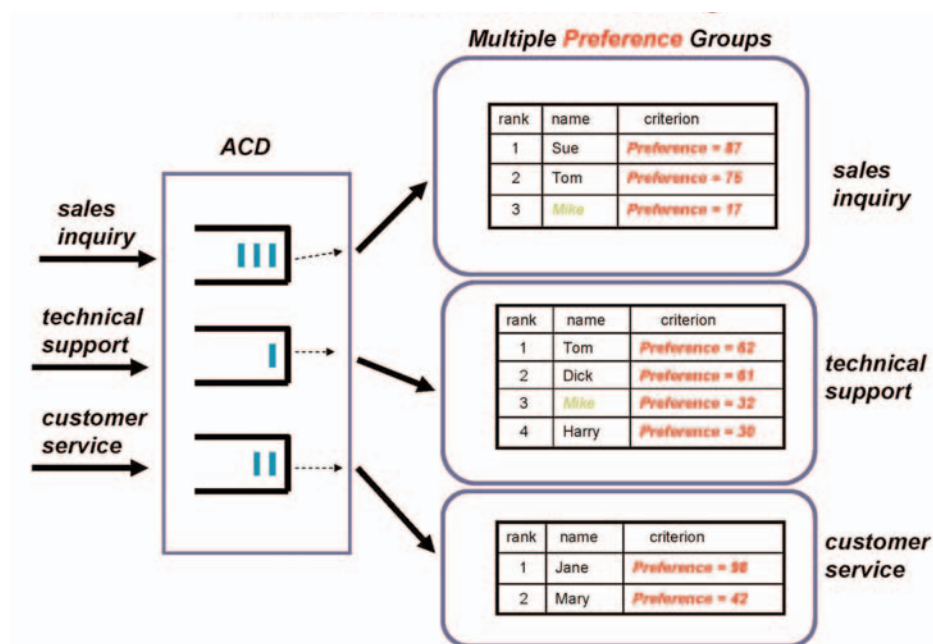 Multiple Preference Groups
ACD
sales
inquiry
technical
support
customer
service
rank name criterion
1 Sue Preference = 87
2 Tom Preference = 75
3 Mike Preference = 17
sales
inquiry
rank name criterion
1 Tom Preference = 62
2 Dick Preference = 61
3 Mike Preference = 32
4 Harry Preference = 30
technical
support
rank name criterion
1 Jane Preference = 98
2 Mary Preference = 42
customer
service